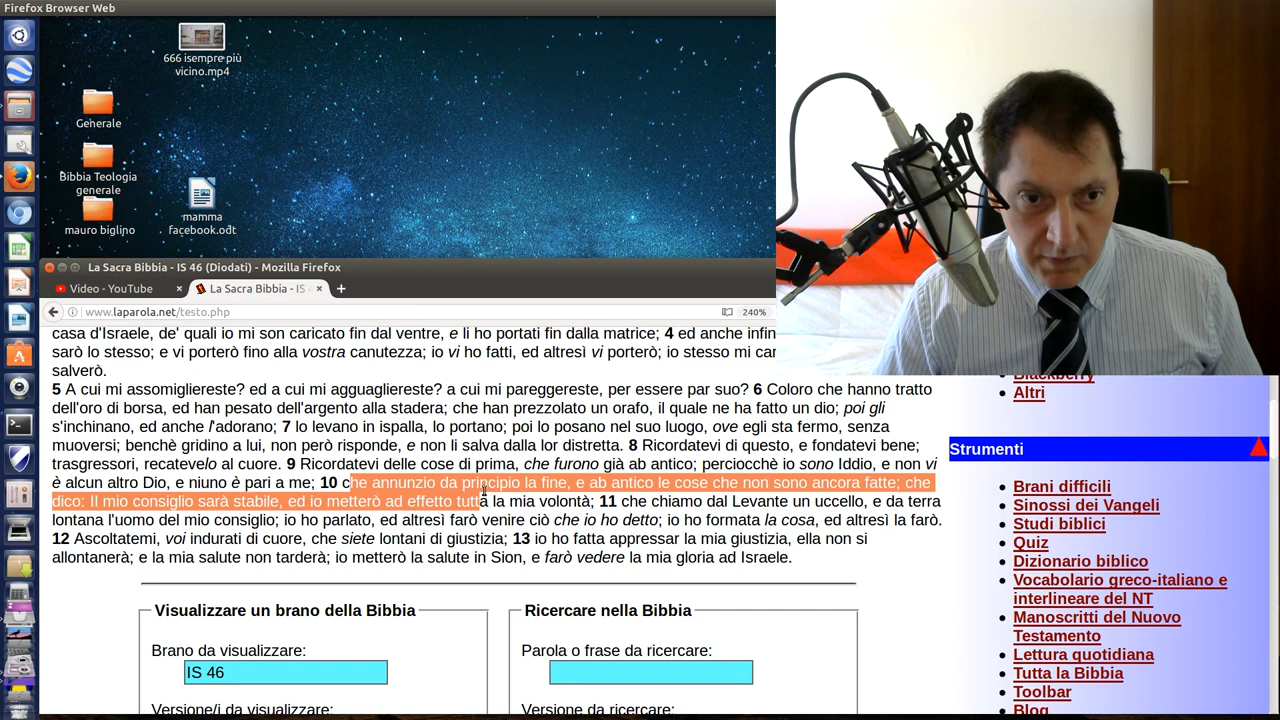 Firefox Browser Web
666 isempre più
vicino.mp4
Generale
Bibbia Teologia
generale
mauro biglino
mamma
facebook.odt
La Sacra Bibbia - IS 46 (Diodati) - Mozilla Firefox
Video - YouTube
La Sacra Bibbia - IS
www.laparola.net/testo.php
240%
casa d'Israele, de' quali io mi son caricato fin dal ventre, e li ho portati fin dalla matrice; 4 ed anche infin
sarò lo stesso; e vi porterò fino alla vostra canutezza; io vi ho fatti, ed altresì vi porterò; io stesso mi car
salverò.
5 A cui mi assomigliereste? ed a cui mi agguagliereste? a cui mi pareggereste, per essere par suo? 6 Coloro che hanno tratto
dell'oro di borsa, ed han pesato dell'argento alla stadera; che han prezzolato un orafo, il quale ne ha fatto un dio; poi gli
s'inchinano, ed anche l'adorano; 7 lo levano in ispalla, lo portano; poi lo posano nel suo luogo, ove egli sta fermo, senza
muoversi; benchè gridino a lui, non però risponde, e non li salva dalla lor distretta. 8 Ricordatevi di questo, e fondatevi bene;
trasgressori, recatevelo al cuore. 9 Ricordatevi delle cose di prima, che furono già ab antico; perciocchè io sono Iddio, e non vi
è alcun altro Dio, e niuno è pari a me; 10 che annunzio da principio la fine, e ab antico le cose che non sono ancora fatte; che
dico: Il mio consiglio sarà stabile, ed io metterò ad effetto tutta la mia volontà; 11 che chiamo dal Levante un uccello, e da terra
lontana l'uomo del mio consiglio; io ho parlato, ed altresì farò venire ciò che io ho detto; io ho formata la cosa, ed altresì la farò.
12 Ascoltatemi, voi indurati di cuore, che siete lontani di giustizia; 13 io ho fatta appressar la mia giustizia, ella non si
allontanerà; e la mia salute non tarderà; io metterò la salute in Sion, e farò vedere la mia gloria ad Israele.
Visualizzare un brano della Bibbia
Brano da visualizzare:
IS 46
Versione/i da visualizzare:
Ricercare nella Bibbia
Parola o frase da ricercare:
Versione da ricercare:
Blackberry
Altri
Strumenti
Brani difficili
Sinossi dei Vangeli
Studi biblici
Quiz
Dizionario biblico
Vocabolario greco-italiano e
interlineare del NT
Manoscritti del Nuovo
Testamento
Lettura quotidiana
Tutta la Bibbia
Toolbar
Blog